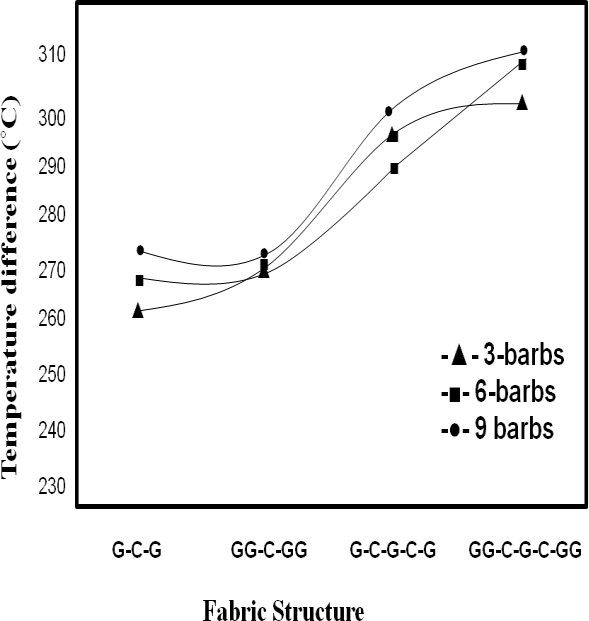 Temperature difference (°C)
310
300
290
280
270
260
250
240
230
-▲- 3-barbs
-■- 6-barbs
-●- 9 barbs
G-C-G
GG-C-GG
G-C-G-C-G
GG-C-G-C-GG
Fabric Structure